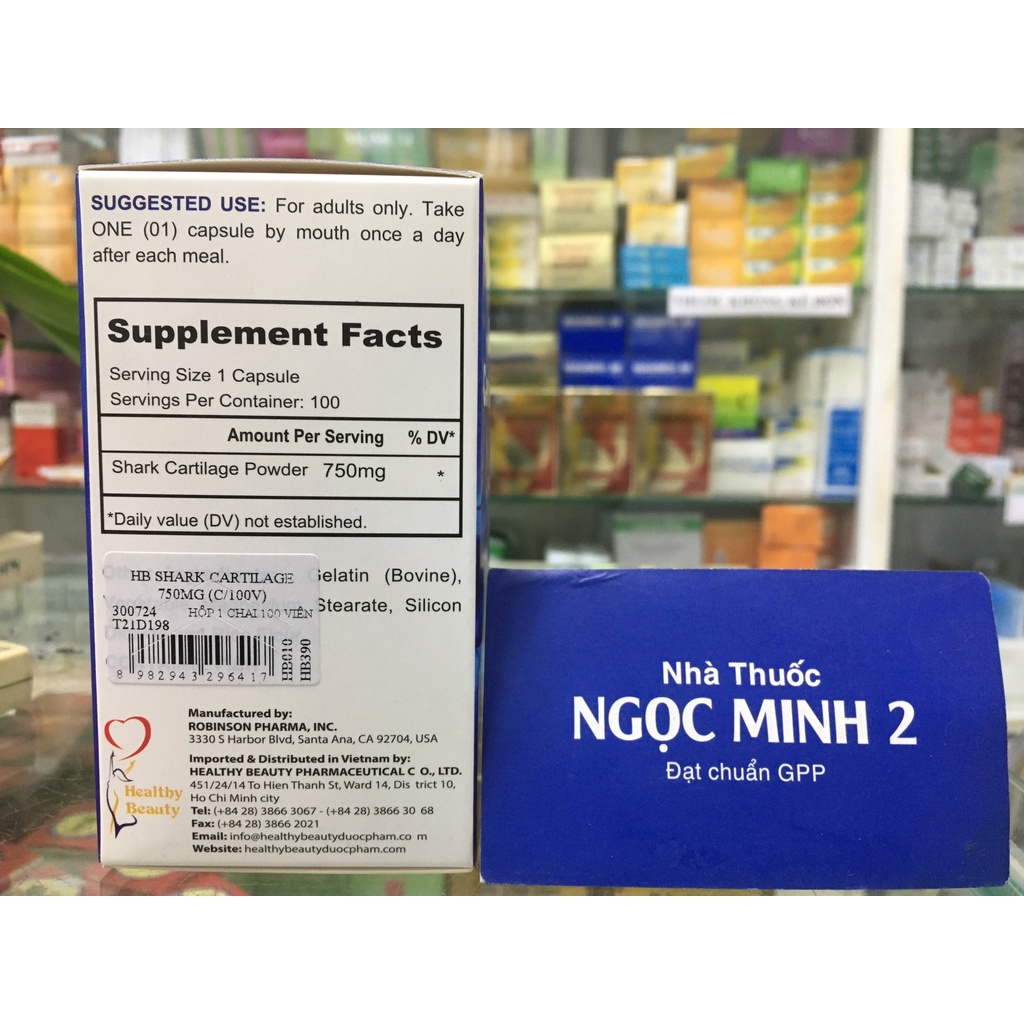 SUGGESTED USE: For adults only. Take
ONE (01) capsule by mouth once a day
after each meal.
Supplement Facts
Serving Size 1 Capsule
Servings Per Container: 100
Amount Per Serving % DV*
Shark Cartilage Powder 750mg *
*Daily value (DV) not established.
Gelatin (Bovine),
Stearate, Silicon
HB SHARK CARTILAGE
750MG (C/100V)
300724 HỘP 1 CHAI 100 VIÊN
T21D198
8 982943 296417
HB010
HB390
Healthy
Beauty
Manufactured by:
ROBINSON PHARMA, INC.
3330 S Harbor Blvd, Santa Ana, CA 92704, USA
Imported & Distributed in Vietnam by:
HEALTHY BEAUTY PHARMACEUTICAL C O., LTD.
451/24/14 To Hien Thanh St, Ward 14, Dis trict 10,
Ho Chi Minh city
Tel: (+84 28) 3866 3067 - (+84 28) 3866 30 68
Fax: (+84 28) 3866 2021
Email: info@healthybeautyduocpham.co m
Website: healthybeautyduocpham.com
Nhà Thuốc
NGỌC MINH 2
Đạt chuẩn GPP